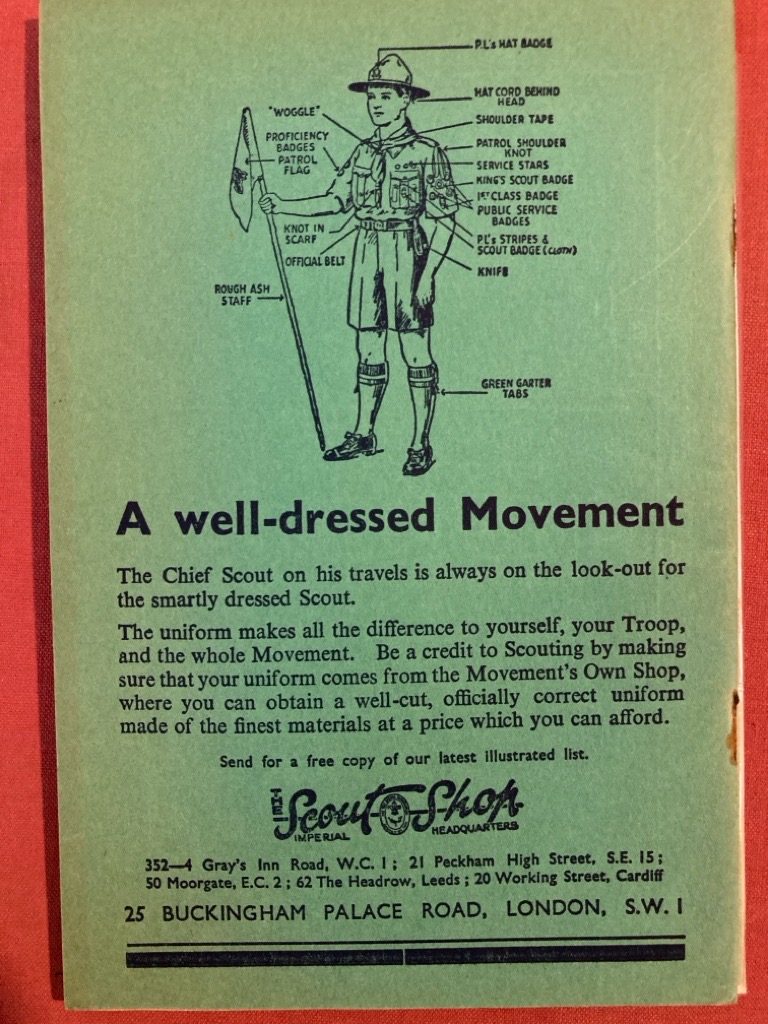 P.L's HAT BADGE
HAT CORD BEHIND
HEAD
"WOGGLE"
SHOULDER TAPE
PROFICIENCY
BADGES
PATROL
FLAG
PATROL SHOULDER
KNOT
SERVICE STARS
KING'S SCOUT BADGE
1ST CLASS BADGE
PUBLIC SERVICE
BADGES
KNOT IN
SCARF
P.L's STRIPES &
SCOUT BADGE (CLOTH)
OFFICIAL BELT
KNIFE
ROUGH ASH
STAFF
GREEN GARTER
TABS
A well-dressed Movement
The Chief Scout on his travels is always on the look-out for
the smartly dressed Scout.
The uniform makes all the difference to yourself, your Troop,
and the whole Movement. Be a credit to Scouting by making
sure that your uniform comes from the Movement's Own Shop,
where you can obtain a well-cut, officially correct uniform
made of the finest materials at a price which you can afford.
Send for a free copy of our latest illustrated list.
THE Scout Shop
IMPERIAL HEADQUARTERS
352—4 Gray's Inn Road, W.C. 1 ; 21 Peckham High Street, S.E. 15 ;
50 Moorgate, E.C. 2 ; 62 The Headrow, Leeds ; 20 Working Street, Cardiff
25 BUCKINGHAM PALACE ROAD, LONDON, S.W. 1